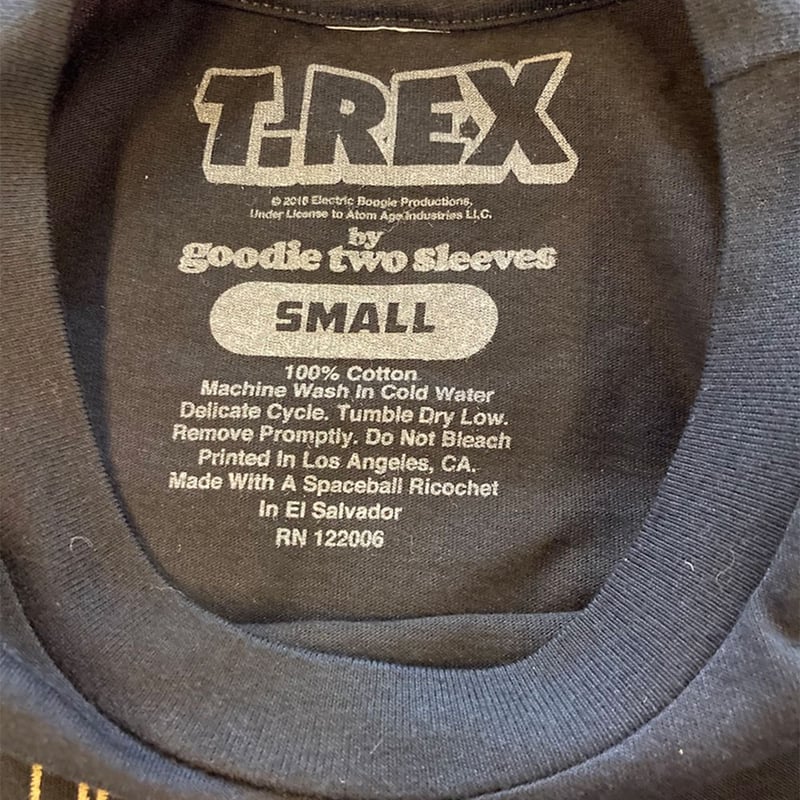 T.REX
© 2016 Electric Boogie Productions,
Under License to Atom Age Industries LLC.
by
goodie two sleeves
SMALL
100% Cotton
Machine Wash In Cold Water
Delicate Cycle. Tumble Dry Low.
Remove Promptly. Do Not Bleach
Printed In Los Angeles, CA.
Made With A Spaceball Ricochet
In El Salvador
RN 122006